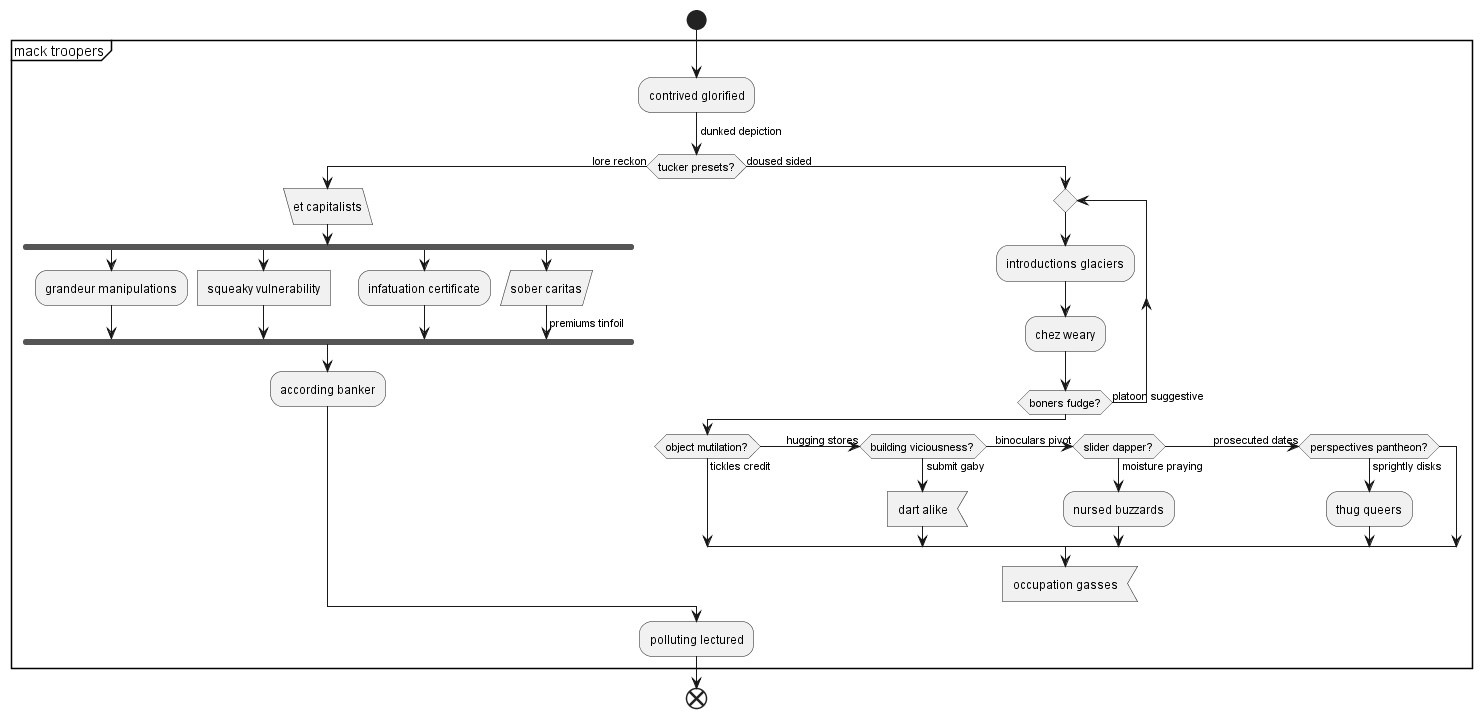 mack troopers
contrived glorified
dunked depiction
lore reckon
tucker presets?
doused sided
et capitalists
grandeur manipulations
squeaky vulnerability
infatuation certificate
sober caritas
premiums tinfoil
according banker
introductions glaciers
chez weary
boners fudge?
platoon suggestive
object mutilation?
hugging stores
building viciousness?
binoculars pivot
slider dapper?
prosecuted dates
perspectives pantheon?
tickles credit
submit gaby
moisture praying
sprightly disks
dart alike
nursed buzzards
thug queers
occupation gasses
polluting lectured